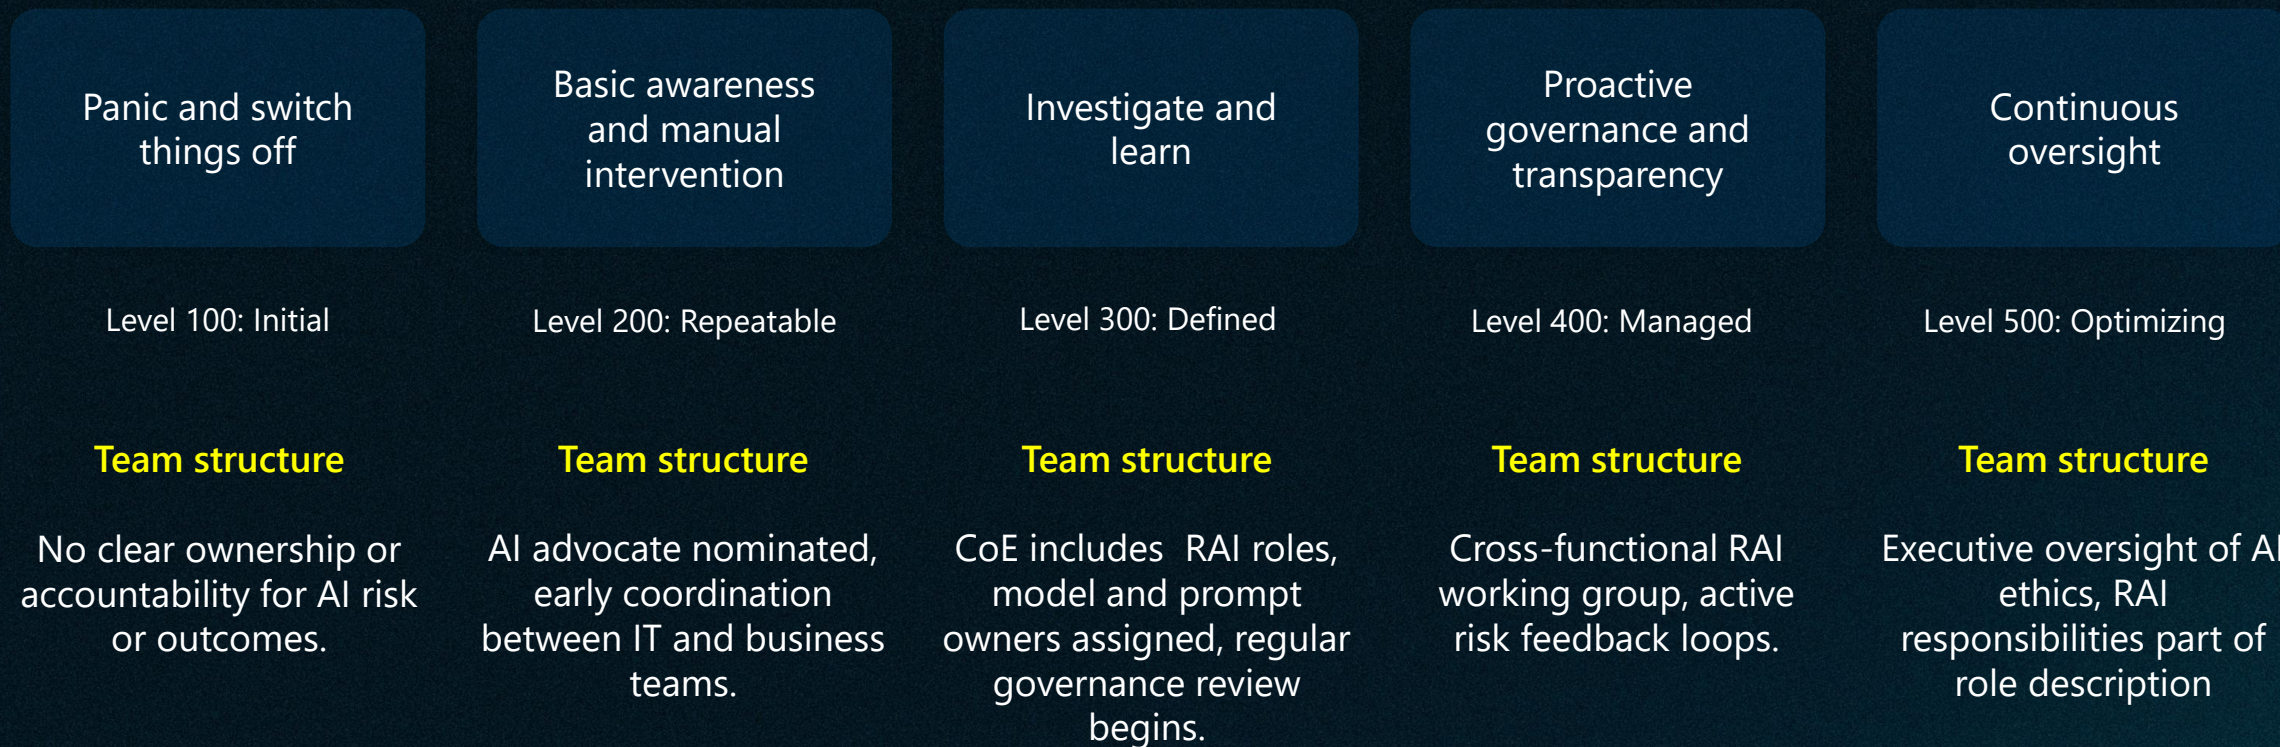 Panic and switch
things off
Basic awareness
and manual
intervention
Investigate and
learn
Proactive
governance and
transparency
Continuous
oversight
Level 100: Initial
Level 200: Repeatable
Level 300: Defined
Level 400: Managed
Level 500: Optimizing
Team structure
No clear ownership or
accountability for AI risk
or outcomes.
Team structure
AI advocate nominated,
early coordination
between IT and business
teams.
Team structure
CoE includes  RAI roles,
model and prompt
owners assigned, regular
governance review
begins.
Team structure
Cross-functional RAI
working group, active
risk feedback loops.
Team structure
Executive oversight of AI
ethics, RAI
responsibilities part of
role description